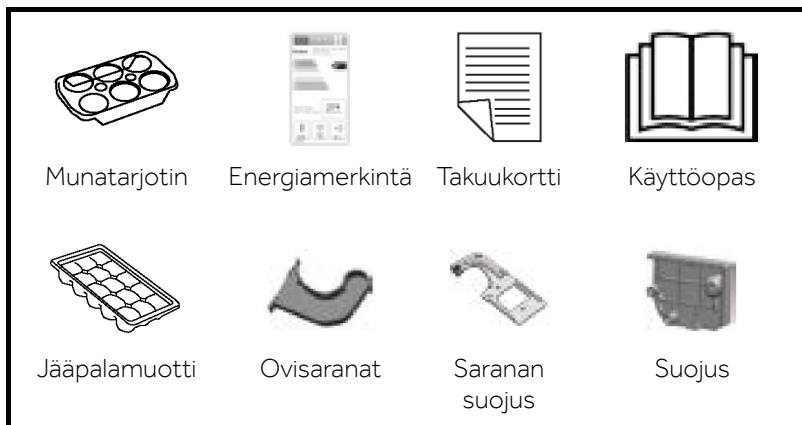 Munatarjotin
Energiamerkintä
Takuukortti
Käyttöopas
Jääpalamuotti
Ovisaranat
Saranan
suojus
Suojus